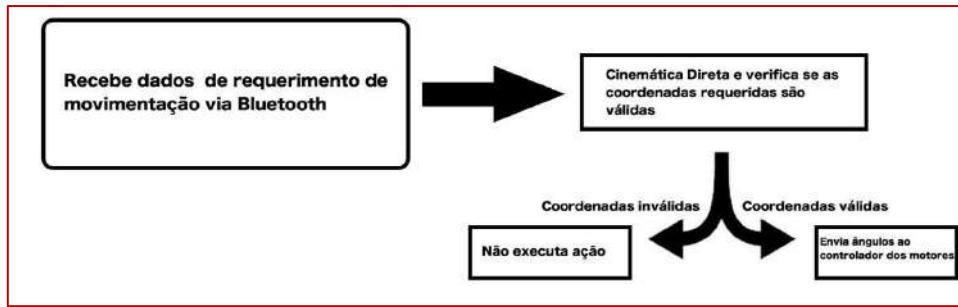 Recebe dados de requerimento de
movimentação via Bluetooth
Cinemática Direta e verifica se as
coordenadas requeridas são
válidas
Coordenadas inválidas
Coordenadas válidas
Não executa ação
Envia ângulos ao
controlador dos motores